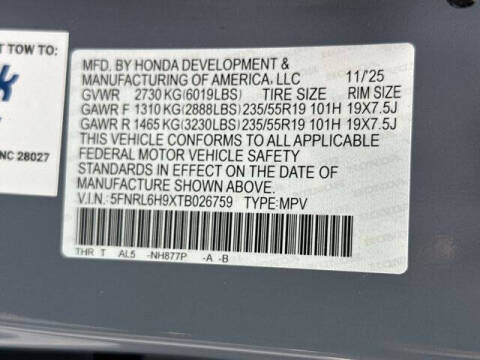 T TOW TO:
NC 28027
MFD. BY HONDA DEVELOPMENT &
MANUFACTURING OF AMERICA, LLC 11/'25
GVWR 2730 KG(6019LBS) TIRE SIZE RIM SIZE
GAWR F 1310 KG(2888LBS) 235/55R19 101H 19X7.5J
GAWR R 1465 KG(3230LBS) 235/55R19 101H 19X7.5J
THIS VEHICLE CONFORMS TO ALL APPLICABLE
FEDERAL MOTOR VEHICLE SAFETY
STANDARDS IN EFFECT ON THE DATE OF
MANUFACTURE SHOWN ABOVE.
V.I.N.: 5FNRL6H9XTB026759 TYPE: MPV
THR T AL5 -NH877P -A -B